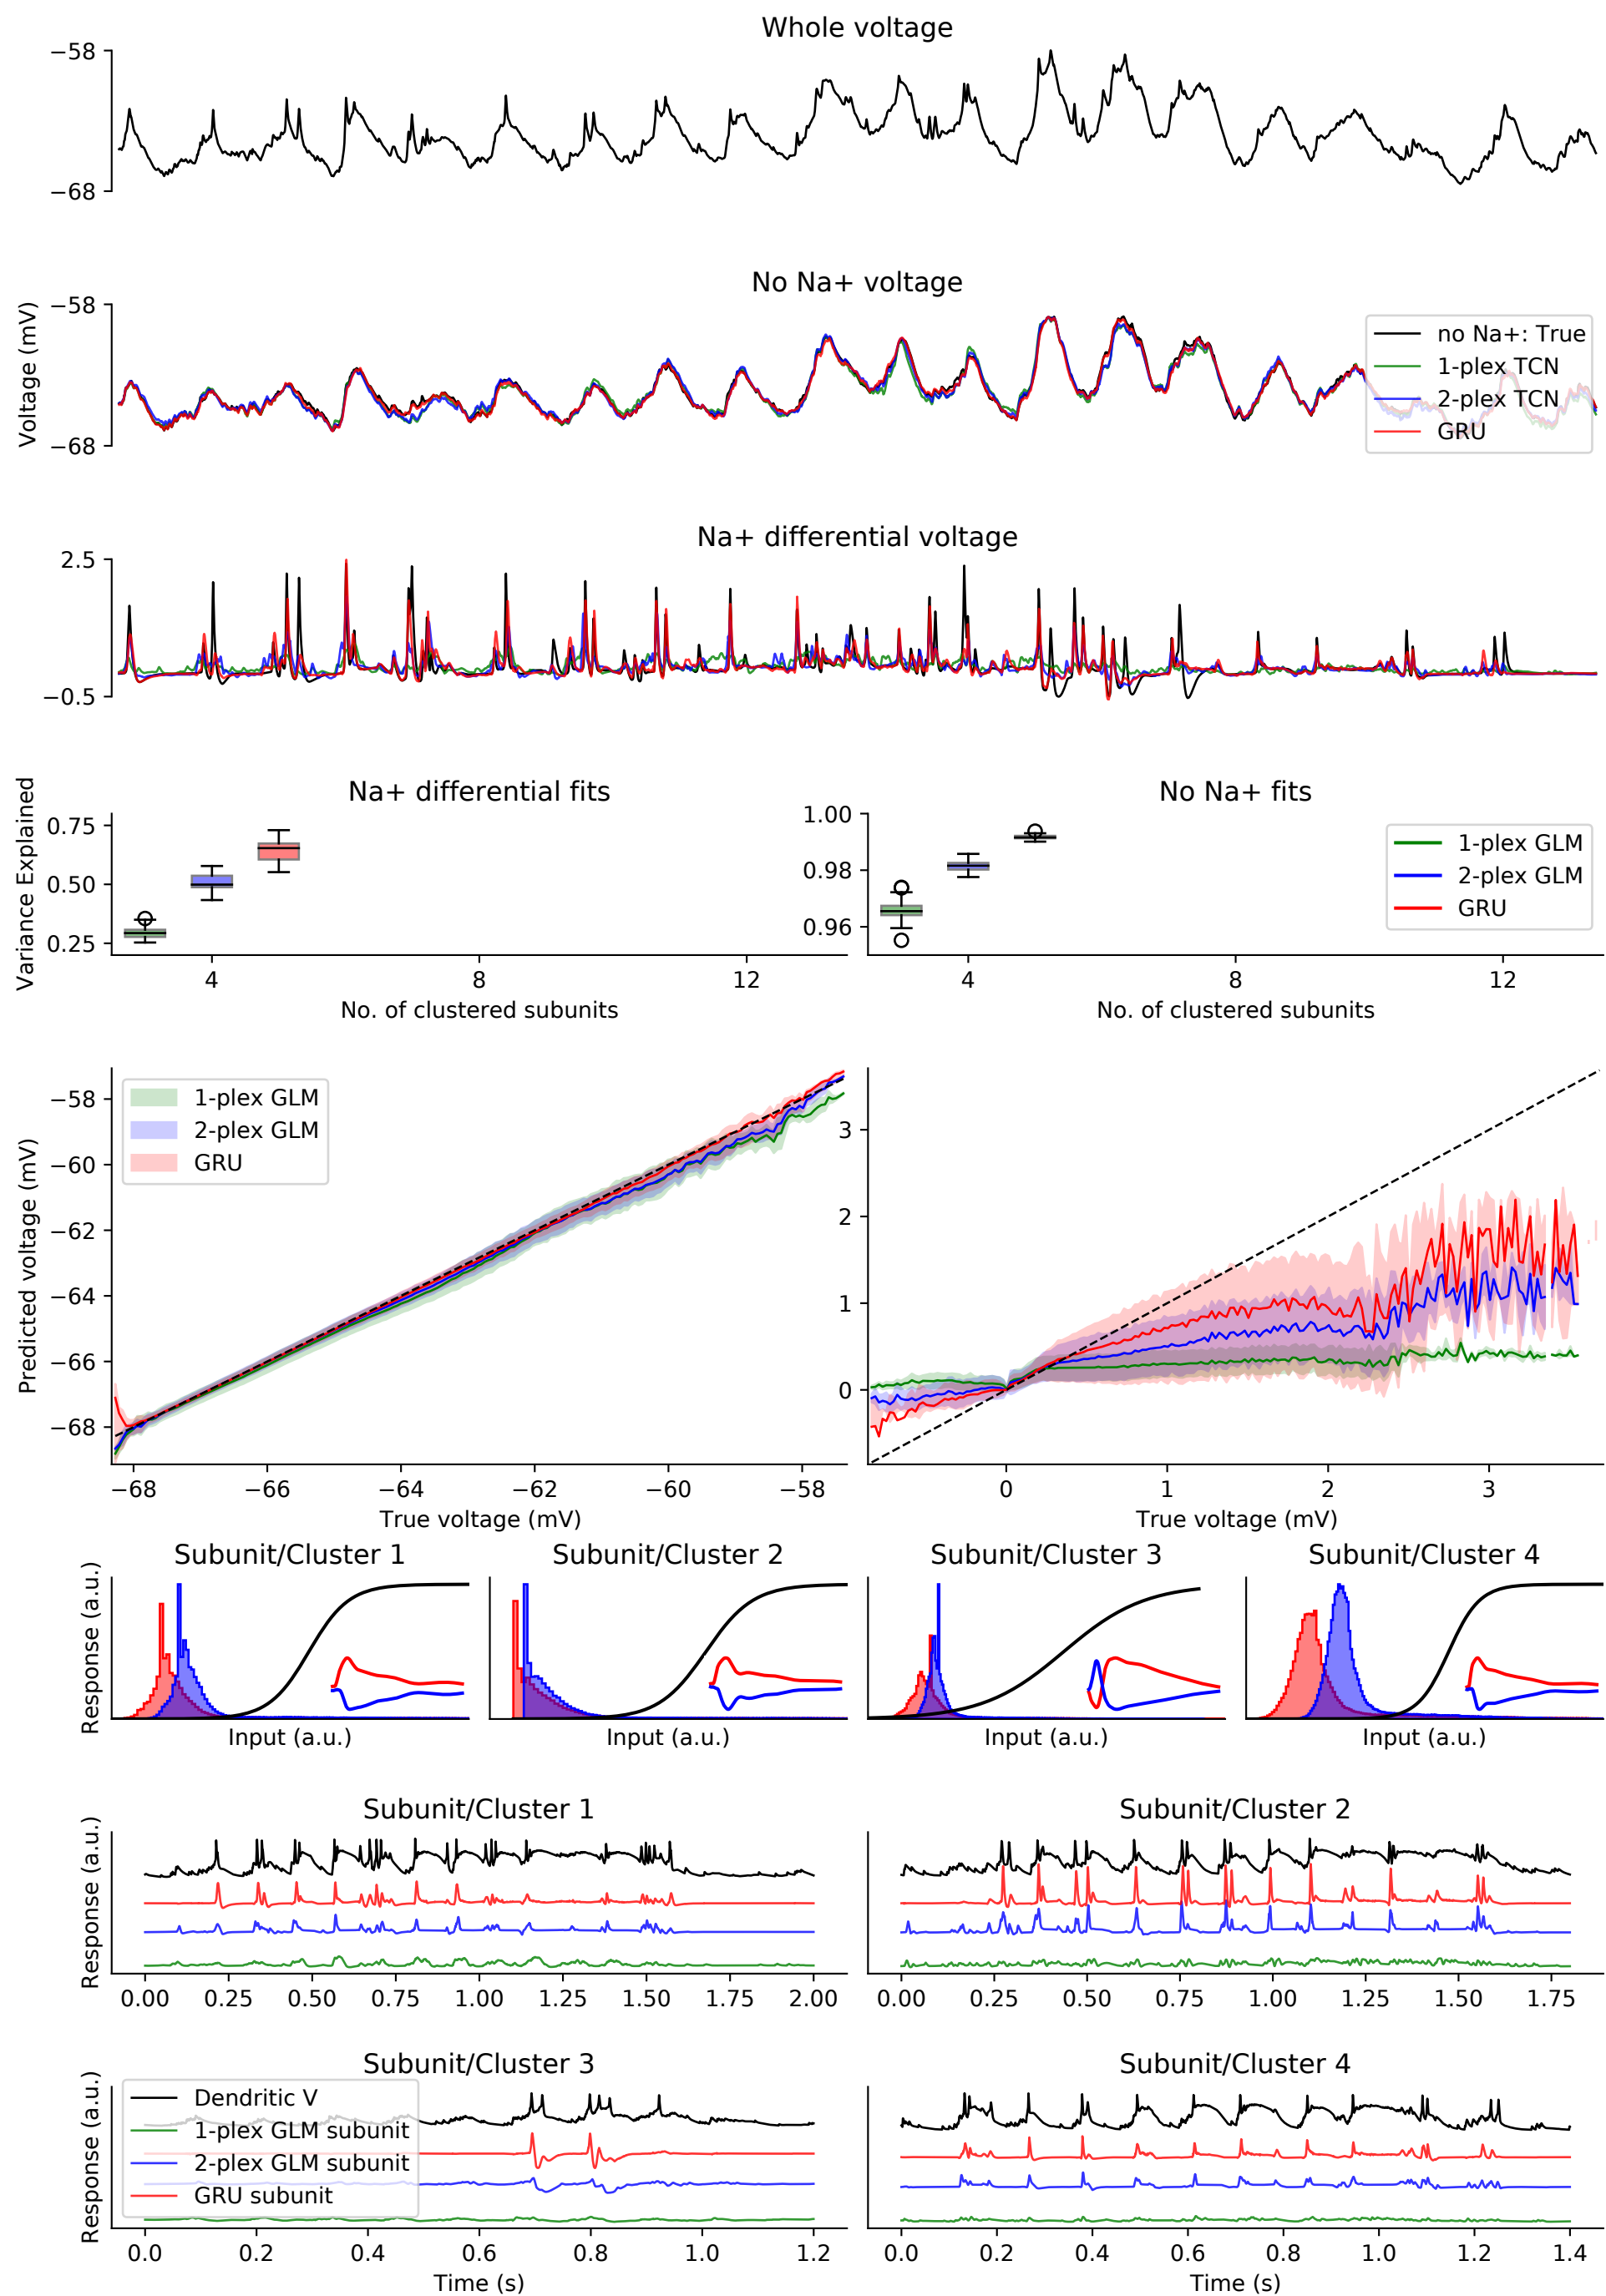 Whole voltage
−58
−68
No Na+ voltage
−58
−68
Voltage (mV)
no Na+: True
1-plex TCN
2-plex TCN
GRU
Na+ differential voltage
2.5
−0.5
Na+ differential fits
Variance Explained
0.75
0.50
0.25
4 8 12
No. of clustered subunits
No Na+ fits
1.00
0.98
0.96
4 8 12
No. of clustered subunits
1-plex GLM
2-plex GLM
GRU
Predicted voltage (mV)
−58
−60
−62
−64
−66
−68
−68 −66 −64 −62 −60 −58
True voltage (mV)
1-plex GLM
2-plex GLM
GRU
3
2
1
0
0 1 2 3
True voltage (mV)
Subunit/Cluster 1
Response (a.u.)
Input (a.u.)
Subunit/Cluster 2
Input (a.u.)
Subunit/Cluster 3
Input (a.u.)
Subunit/Cluster 4
Input (a.u.)
Subunit/Cluster 1
Response (a.u.)
0.00 0.25 0.50 0.75 1.00 1.25 1.50 1.75 2.00
Subunit/Cluster 2
0.00 0.25 0.50 0.75 1.00 1.25 1.50 1.75
Subunit/Cluster 3
Response (a.u.)
Dendritic V
1-plex GLM subunit
2-plex GLM subunit
GRU subunit
0.0 0.2 0.4 0.6 0.8 1.0 1.2
Time (s)
Subunit/Cluster 4
0.0 0.2 0.4 0.6 0.8 1.0 1.2 1.4
Time (s)